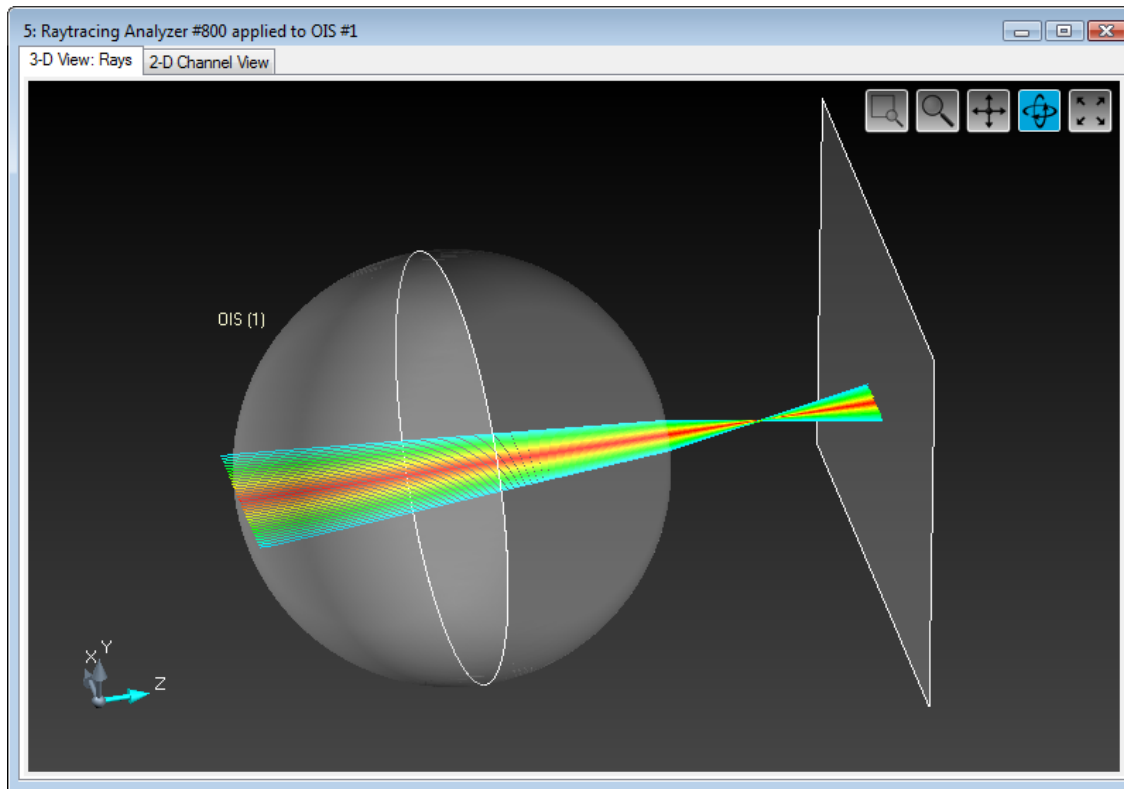 5: Raytracing Analyzer #800 applied to OIS #1
3-D View: Rays
2-D Channel View
OIS (1)
X
Y
Z